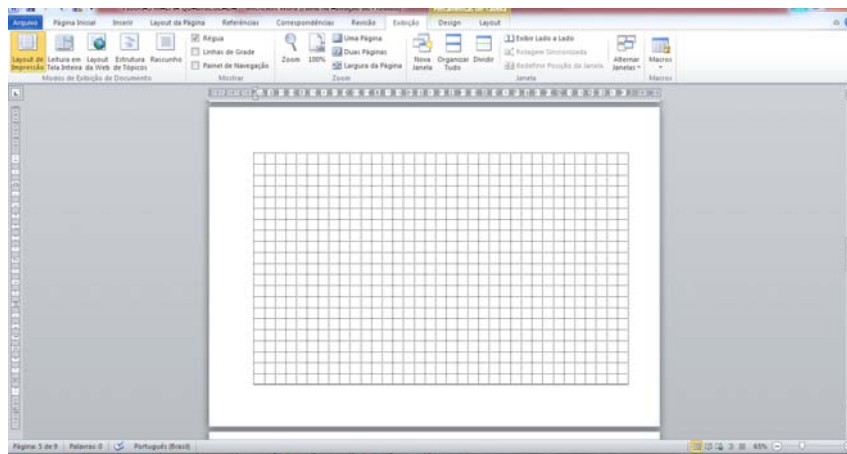 Arquivo Página Inicial Inserir Layout da Página Referências Correspondências Revisão Exibição Design Layout
Layout de Impressão
Leitura em Tela Inteira
Layout da Web
Estrutura de Tópicos
Rascunho
Modos de Exibição de Documento
Régua
Linhas de Grade
Painel de Navegação
Mostrar
Zoom
100%
Uma Página
Duas Páginas
Largura da Página
Zoom
Nova Janela
Organizar Tudo
Dividir
Exibir Lado a Lado
Rolagem Sincronizada
Redefinir Posição da Janela
Janela
Alternar Janelas
Macros
Macros
Página: 5 de 9 Palavras: 0 Português (Brasil) 65%